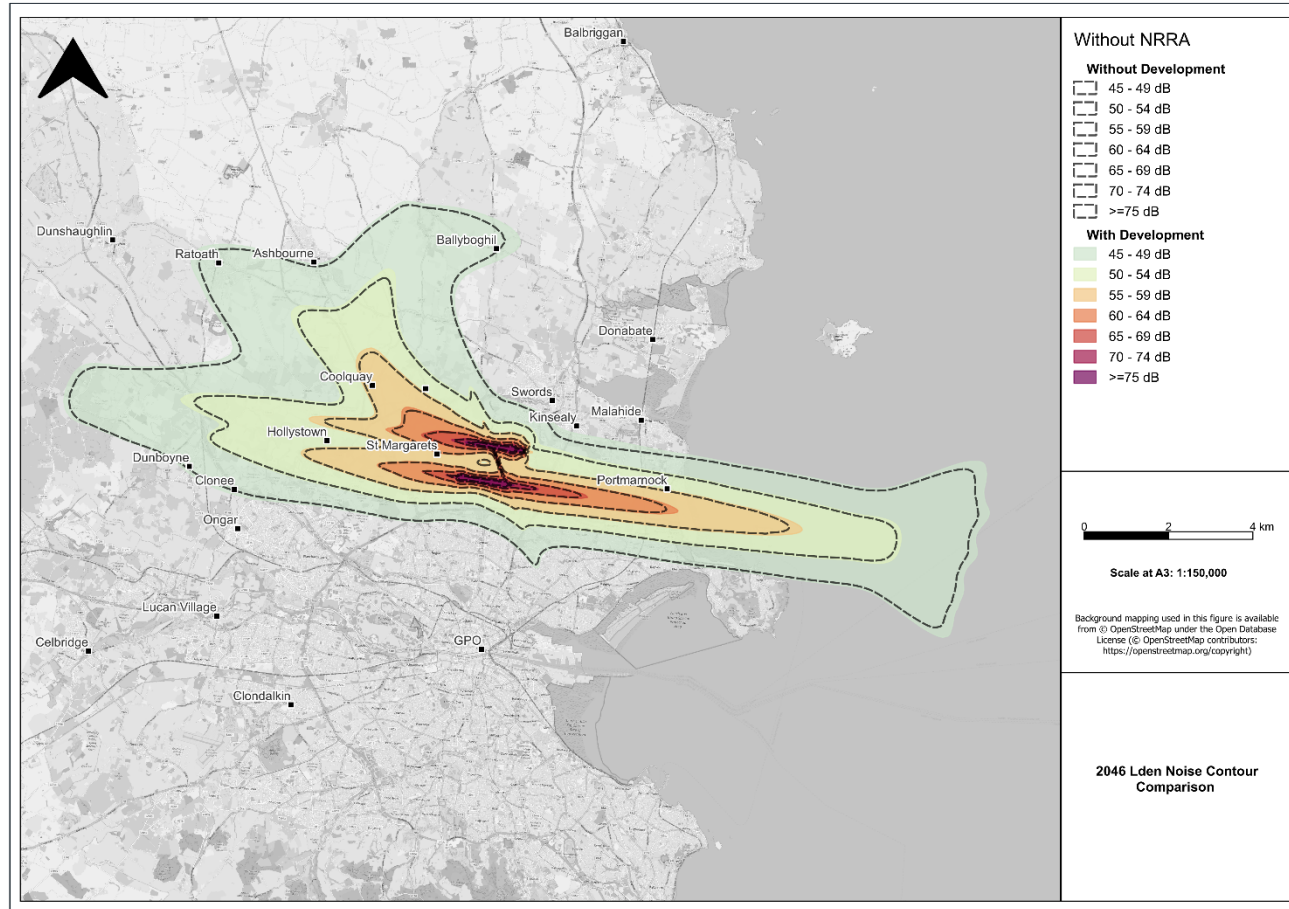 Balbriggan
Dunshaughlin
Ratoath
Ashbourne
Ballyboghil
Donabate
Coolquay
Swords
Kinsealy
Malahide
Hollystown
St Margarets
Dunboyne
Clonee
Portmarnock
Ongar
Lucan Village
Celbridge
GPO
Clondalkin
Without NRRA
Without Development
45 - 49 dB
50 - 54 dB
55 - 59 dB
60 - 64 dB
65 - 69 dB
70 - 74 dB
>=75 dB
With Development
45 - 49 dB
50 - 54 dB
55 - 59 dB
60 - 64 dB
65 - 69 dB
70 - 74 dB
>=75 dB
0 2 4 km
Scale at A3: 1:150,000
Background mapping used in this figure is available
from © OpenStreetMap under the Open Database
License (© OpenStreetMap contributors:
https://openstreetmap.org/copyright)
2046 Lden Noise Contour
Comparison